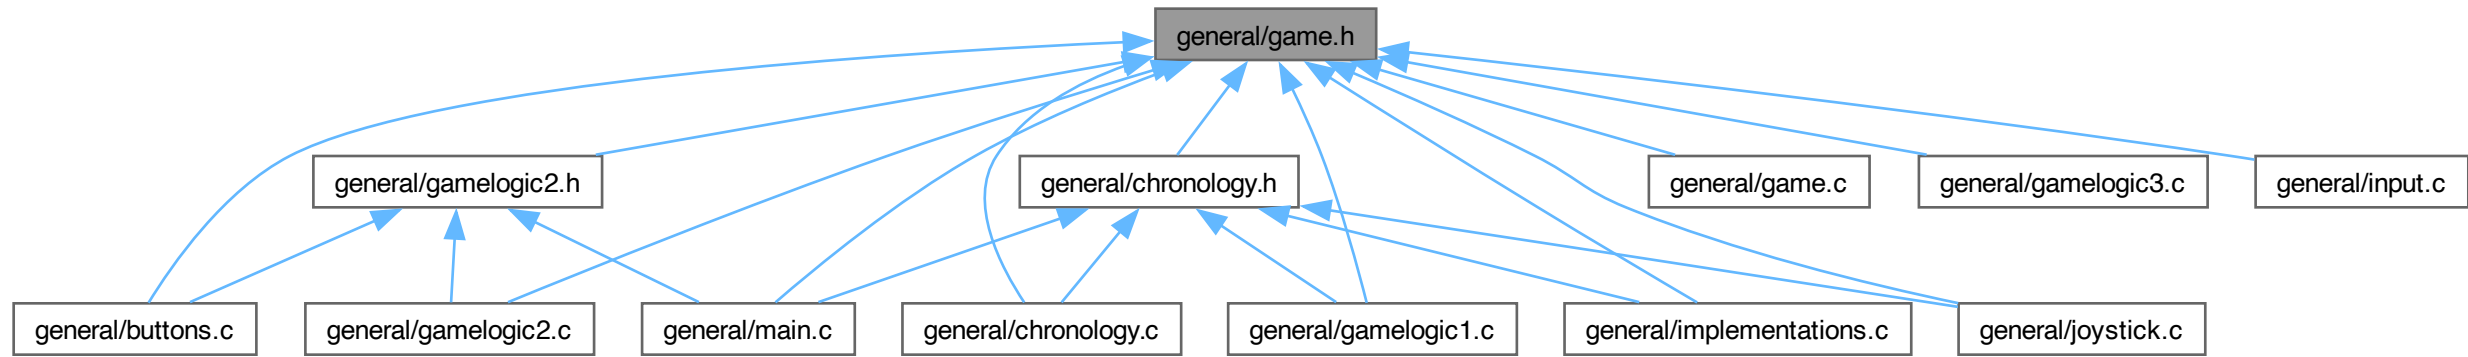 general/game.h
general/gamelogic2.h
general/chronology.h
general/game.c
general/gamelogic3.c
general/input.c
general/buttons.c
general/gamelogic2.c
general/main.c
general/chronology.c
general/gamelogic1.c
general/implementations.c
general/joystick.c